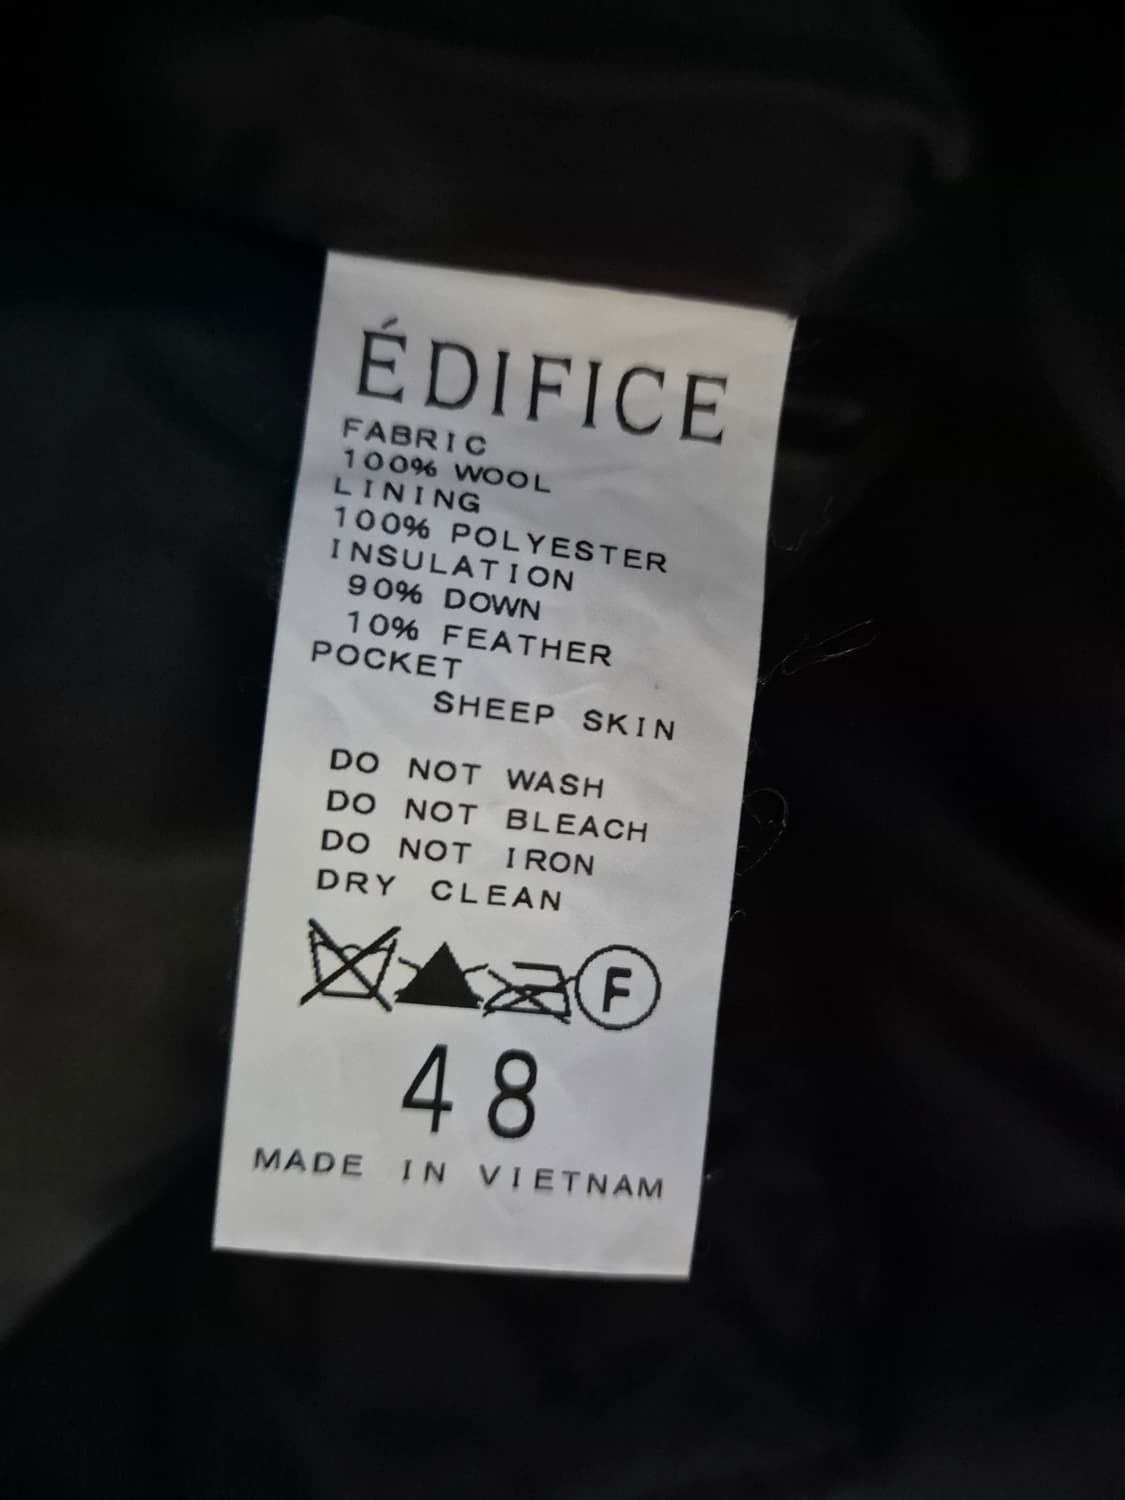 ÉDIFICE
FABRIC
100% WOOL
LINING
100% POLYESTER
INSULATION
90% DOWN
10% FEATHER
POCKET
SHEEP SKIN
DO NOT WASH
DO NOT BLEACH
DO NOT IRON
DRY CLEAN
F
48
MADE IN VIETNAM